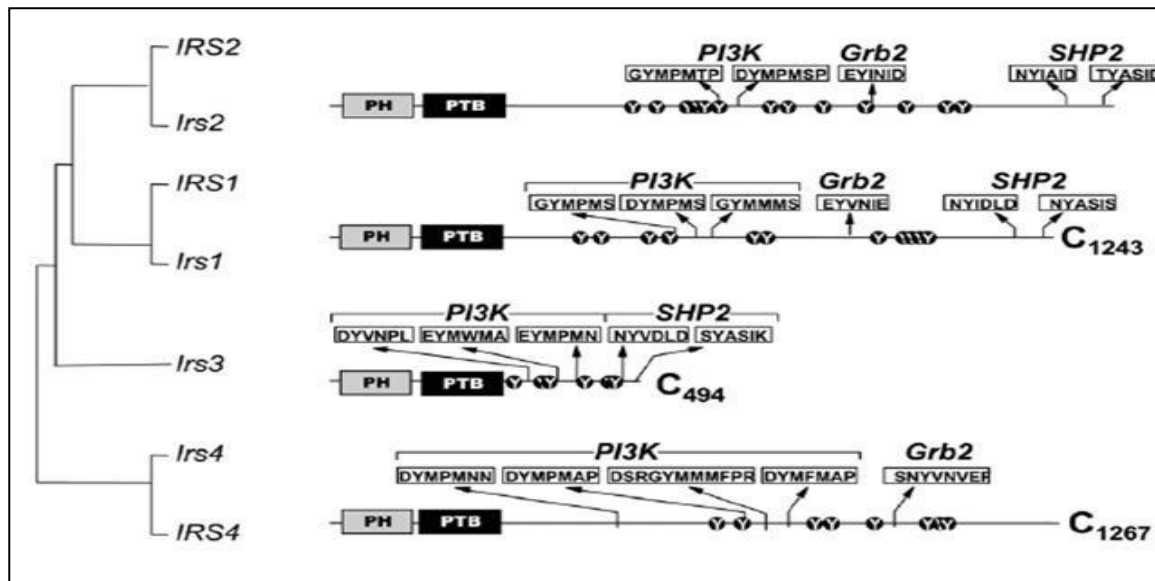 IRS2
PI3K Grb2 SHP2
GYMPMTP DYMPMSP EYINID NYIAID TYASID
PH PTB Y Y Y Y Y Y Y Y Y Y Y
Irs2
IRS1
PI3K Grb2 SHP2
GYMPMS DYMPMS GYMMMS EYVNIE NYIDLD NYASIS
PH PTB Y Y Y Y Y Y Y Y C1243
Irs1
PI3K SHP2
DYVNPL EYMWMA EYMPMN NYVDLD SYASIK
Irs3
PH PTB Y Y Y Y C494
Irs4
PI3K Grb2
DYMPMNN DYMPMAP DSRGYMMMFPR DYMFMAP SNYVNVEF
PH PTB Y Y Y Y Y Y Y C1267
IRS4